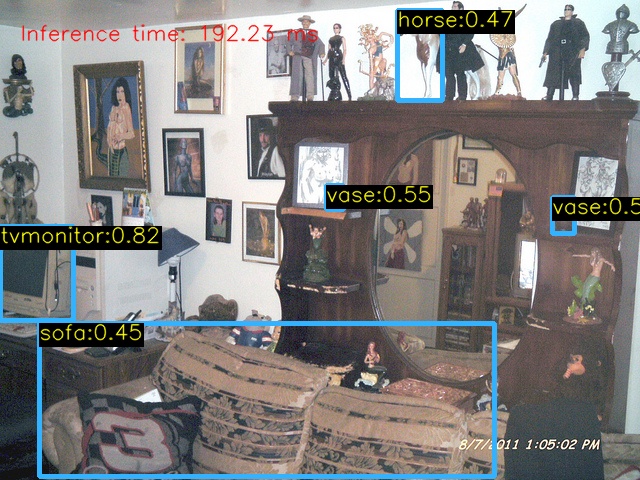 Inference time: 192.23 ms
horse:0.47
vase:0.55
vase:0.5
tvmonitor:0.82
sofa:0.45
3
8/7/2011 1:05:02 PM